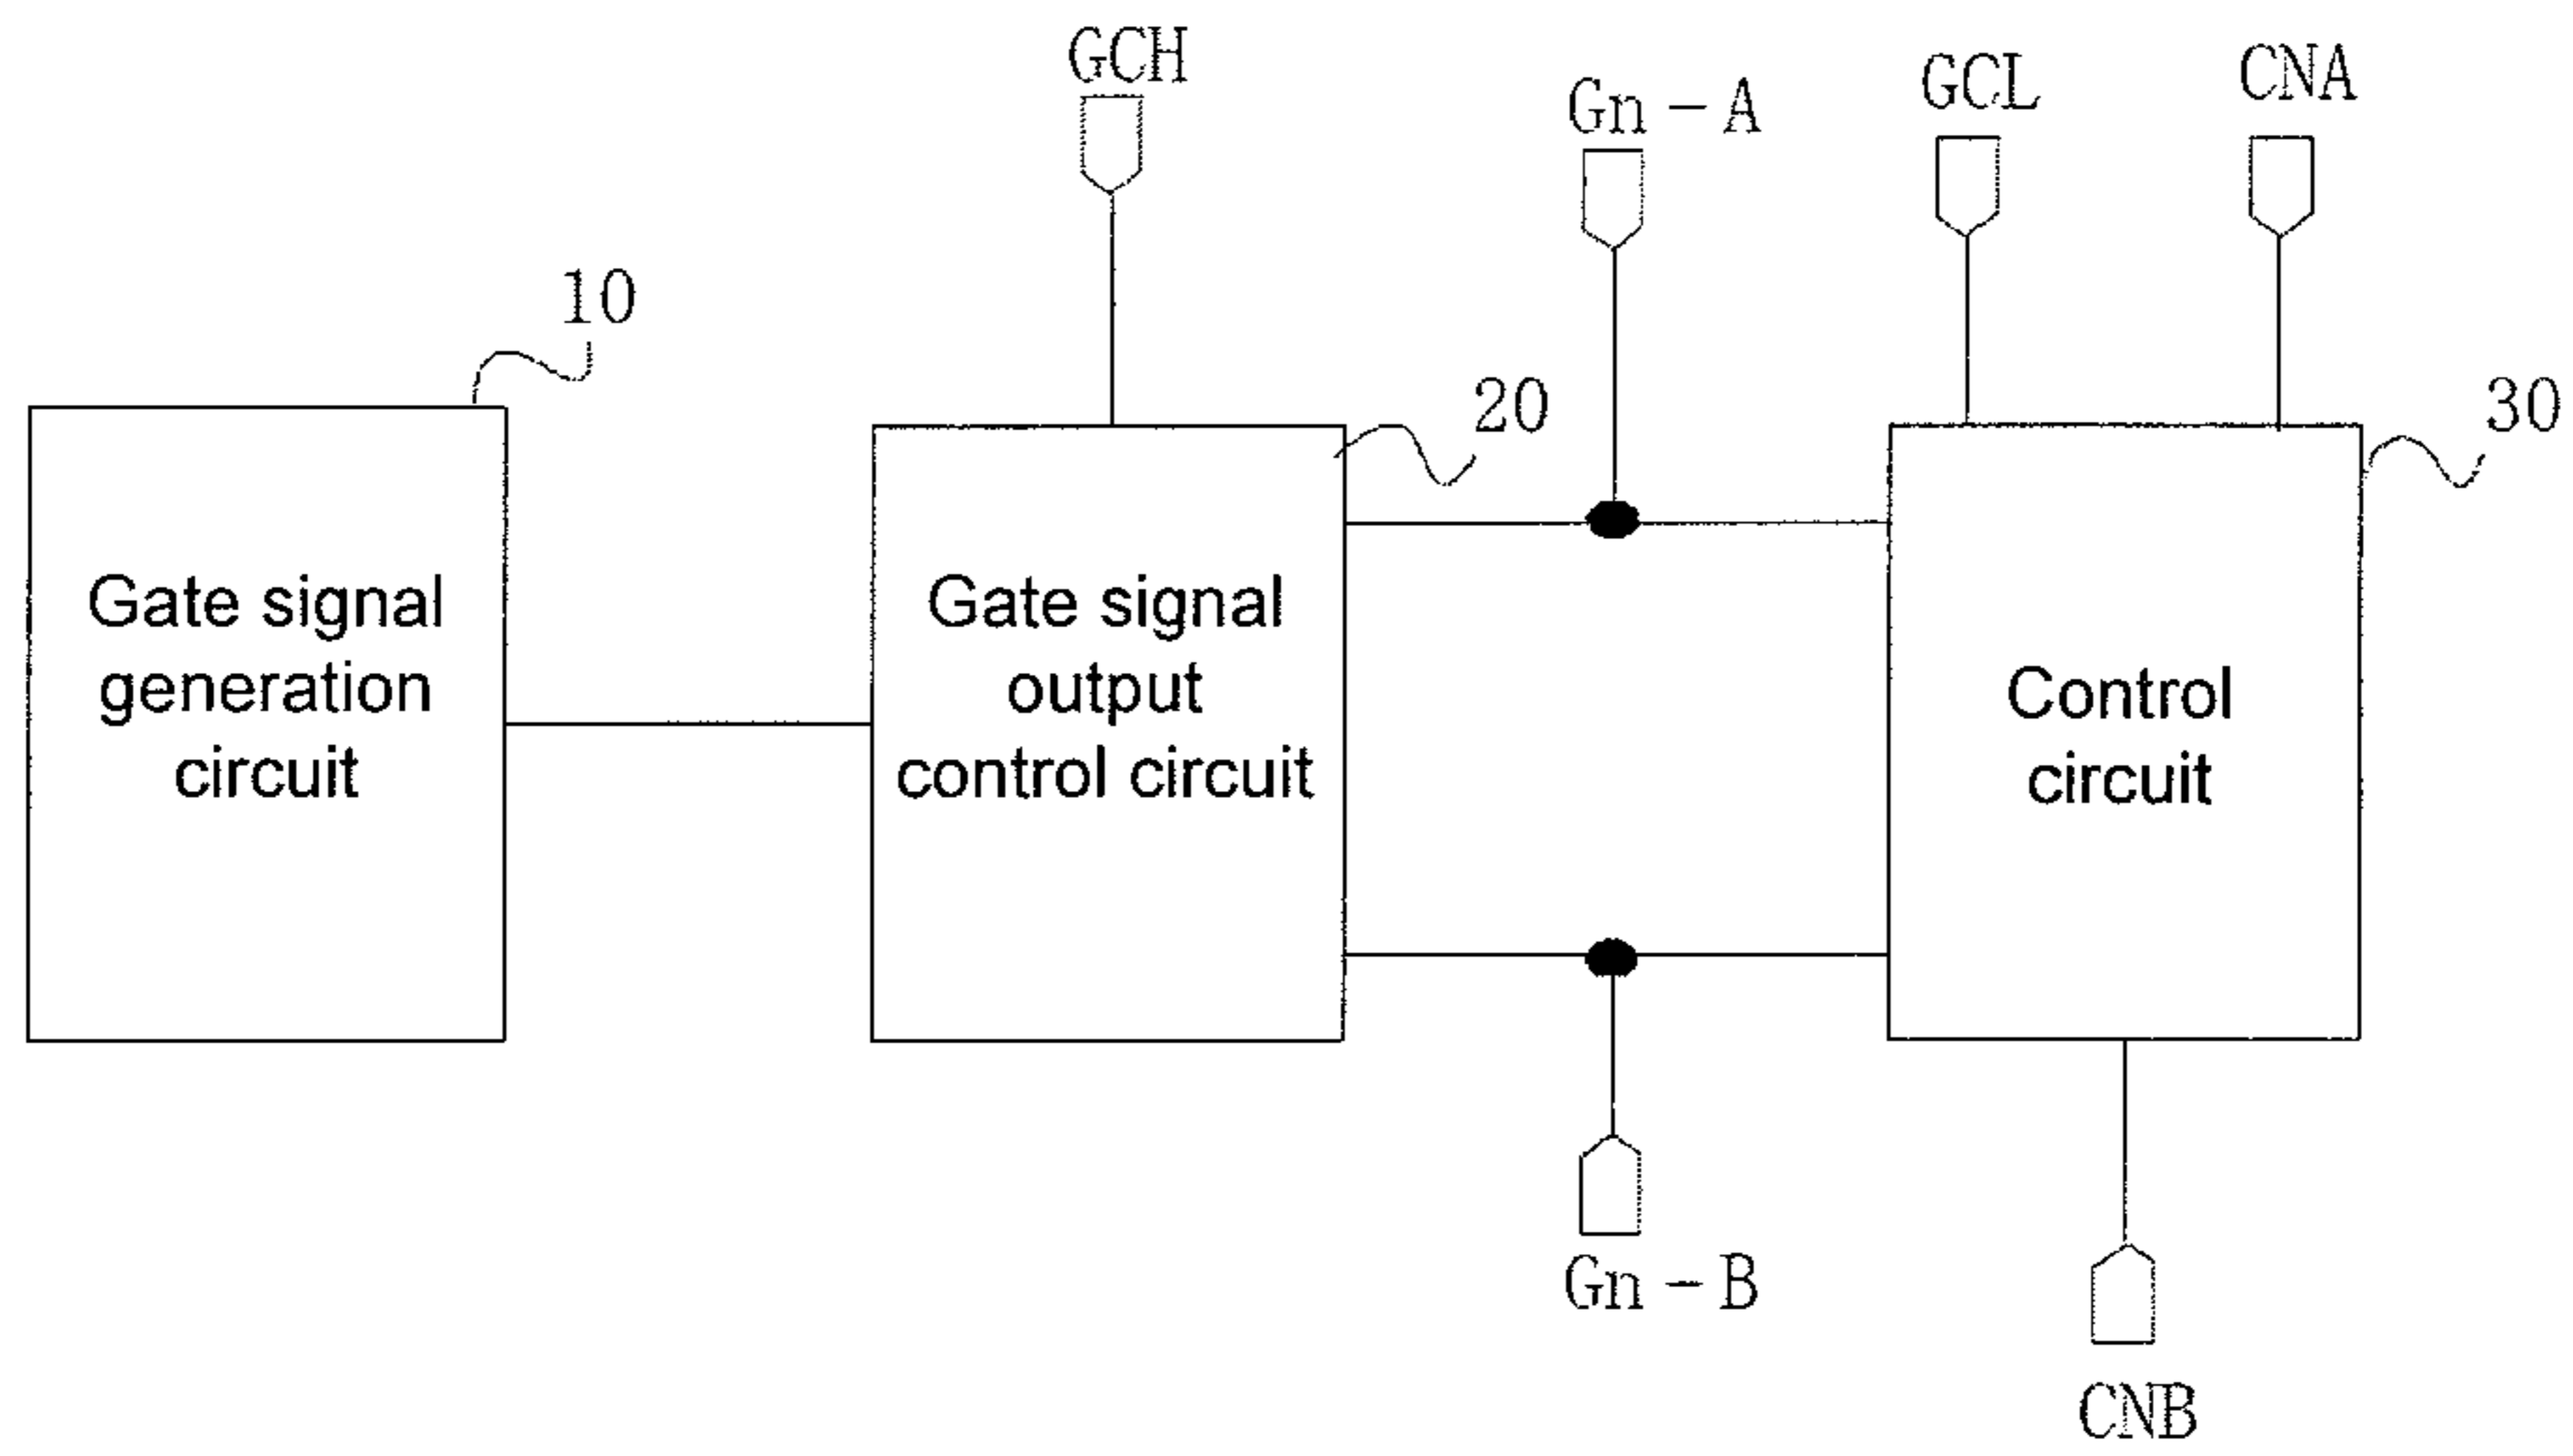 GCH
Gn-A
GCL
CNA
10
20
30
Gate signal
generation
circuit
Gate signal
output
control circuit
Control
circuit
Gn-B
CNB